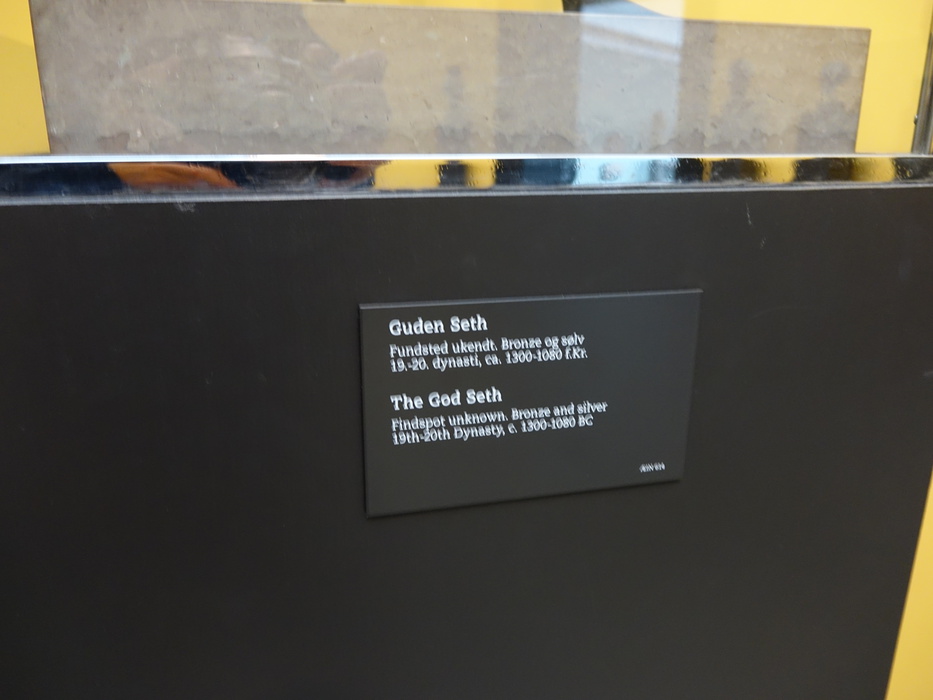 Guden Seth
Fundsted ukendt. Bronze og sølv
19.-20. dynasti, ca. 1300-1080 f.Kr.
The God Seth
Findspot unknown. Bronze and silver
19th-20th Dynasty, c. 1300-1080 BC